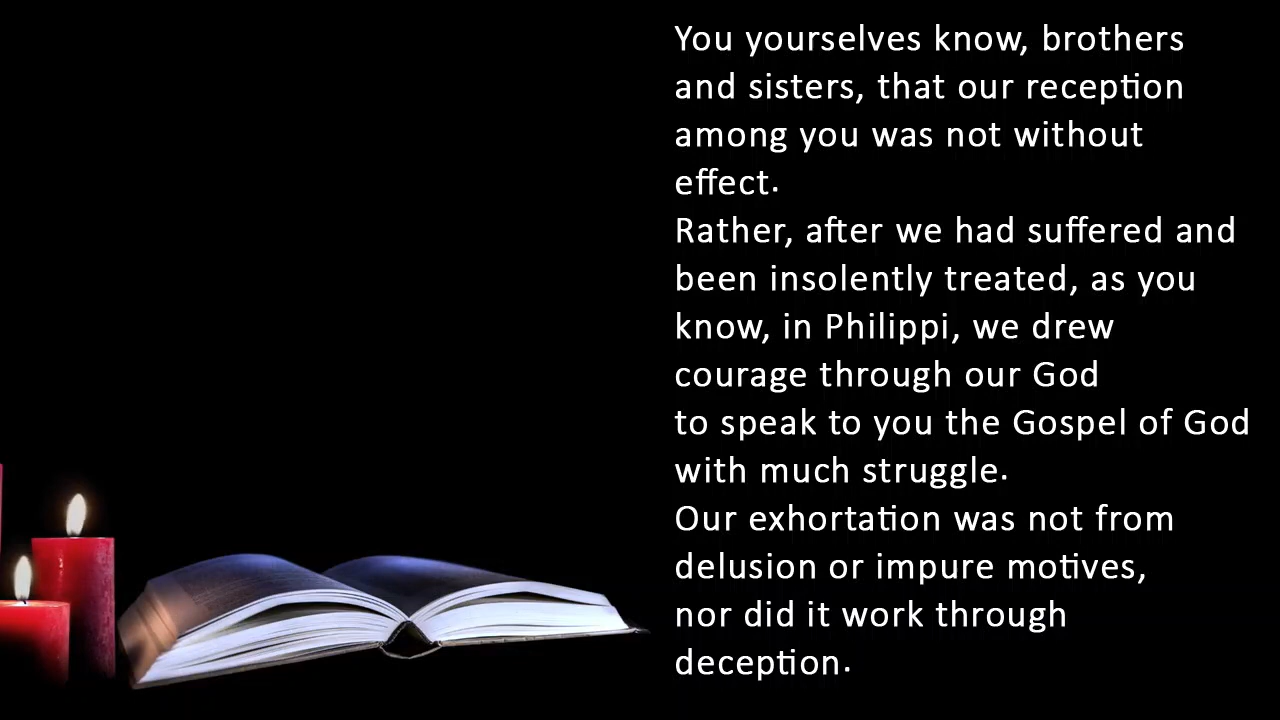 You yourselves know, brothers
and sisters, that our reception
among you was not without
effect.
Rather, after we had suffered and
been insolently treated, as you
know, in Philippi, we drew
courage through our God
to speak to you the Gospel of God
with much struggle.
Our exhortation was not from
delusion or impure motives,
nor did it work through
deception.